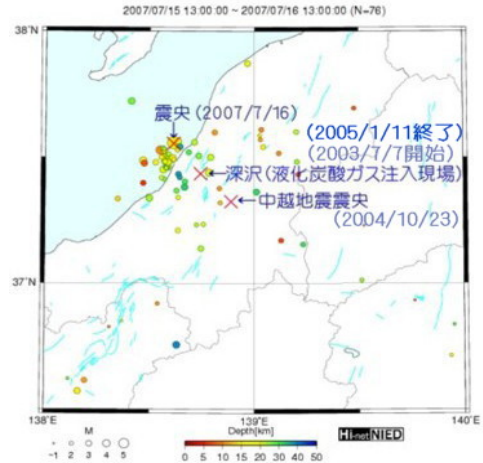 2007/07/15 13:00:00 ~ 2007/07/16 13:00:00 (N=76)
38°N
震央(2007/7/16)
(2005/1/11終了)
(2003/7/7開始)
←深沢(液化炭酸ガス注入現場)
←中越地震震央
(2004/10/23)
37°N
138°E
139°E
140°E
M
-1 2 3 4 5
Depth[km]
0 5 10 15 20 25 30 40 50
Hi-net NIED